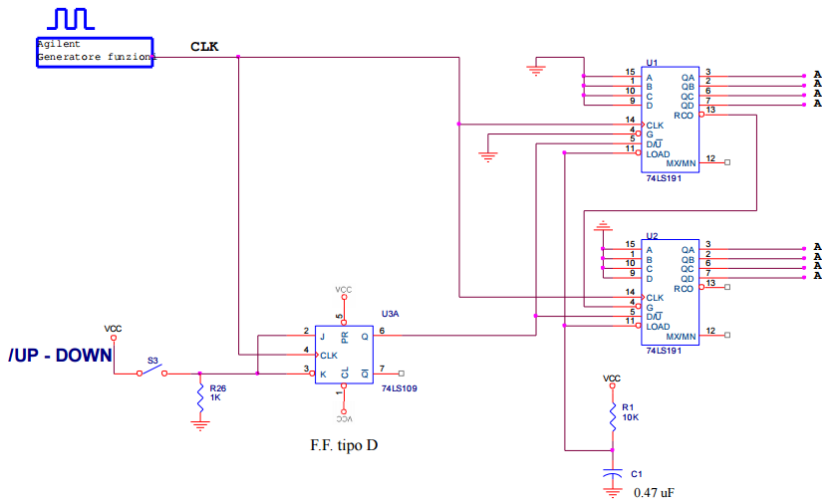 Agilent
Generatore funzioni
CLK
U1
15 A QA 3 A
1 B QB 2 A
10 C QC 6 A
9 D QD 7 A
RCO 13
14 CLK
4 G
5 D/U
11 LOAD
MX/MN 12
74LS191
U2
15 A QA 3 A
1 B QB 2 A
10 C QC 6 A
9 D QD 7 A
RCO 13
14 CLK
4 G
5 D/U
11 LOAD
MX/MN 12
74LS191
VCC
U3A
5
PR
2 J Q 6
4 CLK
3 K Q 7
CL
1
74LS109
VCC
VCC
/UP - DOWN
S3
R26
1K
F.F. tipo D
VCC
R1
10K
C1
0.47 uF